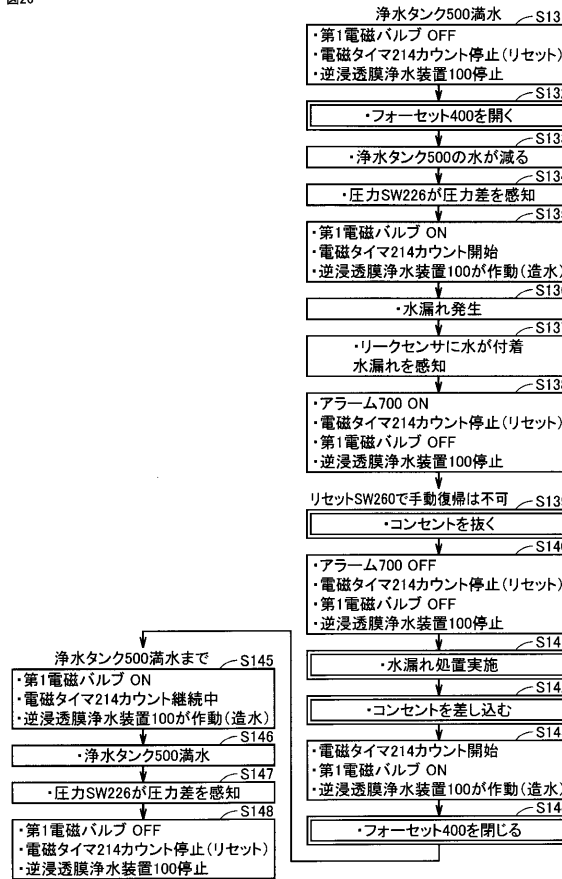 図20
浄水タンク500満水
S13
・第1電磁バルブ OFF
・電磁タイマ214カウント停止(リセット)
・逆浸透膜浄水装置100停止
S132
・フォーセット400を開く
S133
・浄水タンク500の水が減る
S134
・圧力SW226が圧力差を感知
S135
・第1電磁バルブ ON
・電磁タイマ214カウント開始
・逆浸透膜浄水装置100が作動(造水)
S136
・水漏れ発生
S137
・リークセンサに水が付着
水漏れを感知
S138
・アラーム700 ON
・電磁タイマ214カウント停止(リセット)
・第1電磁バルブ OFF
・逆浸透膜浄水装置100停止
リセットSW260で手動復帰は不可
S139
・コンセントを抜く
S140
・アラーム700 OFF
・電磁タイマ214カウント停止(リセット)
・第1電磁バルブ OFF
・逆浸透膜浄水装置100停止
S14
・水漏れ処置実施
S14
・コンセントを差し込む
S14
・電磁タイマ214カウント開始
・第1電磁バルブ ON
・逆浸透膜浄水装置100が作動(造水)
S14
・フォーセット400を閉じる
浄水タンク500満水まで
S145
・第1電磁バルブ ON
・電磁タイマ214カウント継続中
・逆浸透膜浄水装置100が作動(造水)
S146
・浄水タンク500満水
S147
・圧力SW226が圧力差を感知
S148
・第1電磁バルブ OFF
・電磁タイマ214カウント停止(リセット)
・逆浸透膜浄水装置100停止